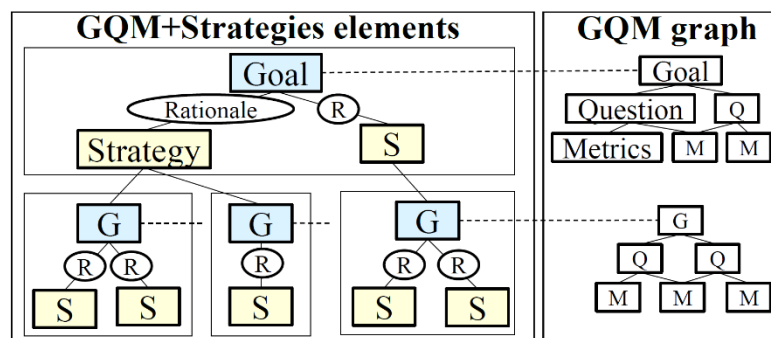 GQM+Strategies elements
GQM graph
Goal
Goal
Rationale
R
Question
Q
Strategy
S
Metrics
M
M
G
G
G
G
R
R
R
R
R
Q
Q
S
S
S
S
S
M
M
M